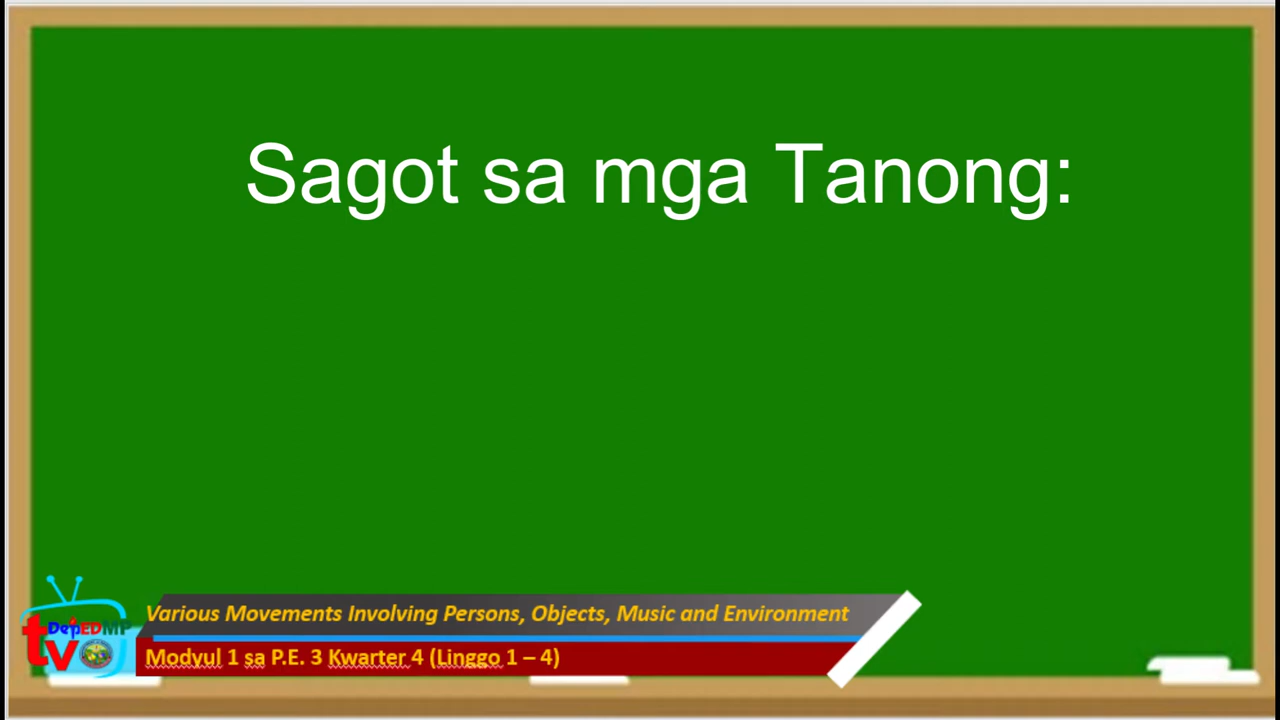 Sagot sa mga Tanong:
Various Movements Involving Persons, Objects, Music and Environment
DepEDMP
tv
Modyul 1 sa P.E. 3 Kwarter 4 (Linggo 1 – 4)